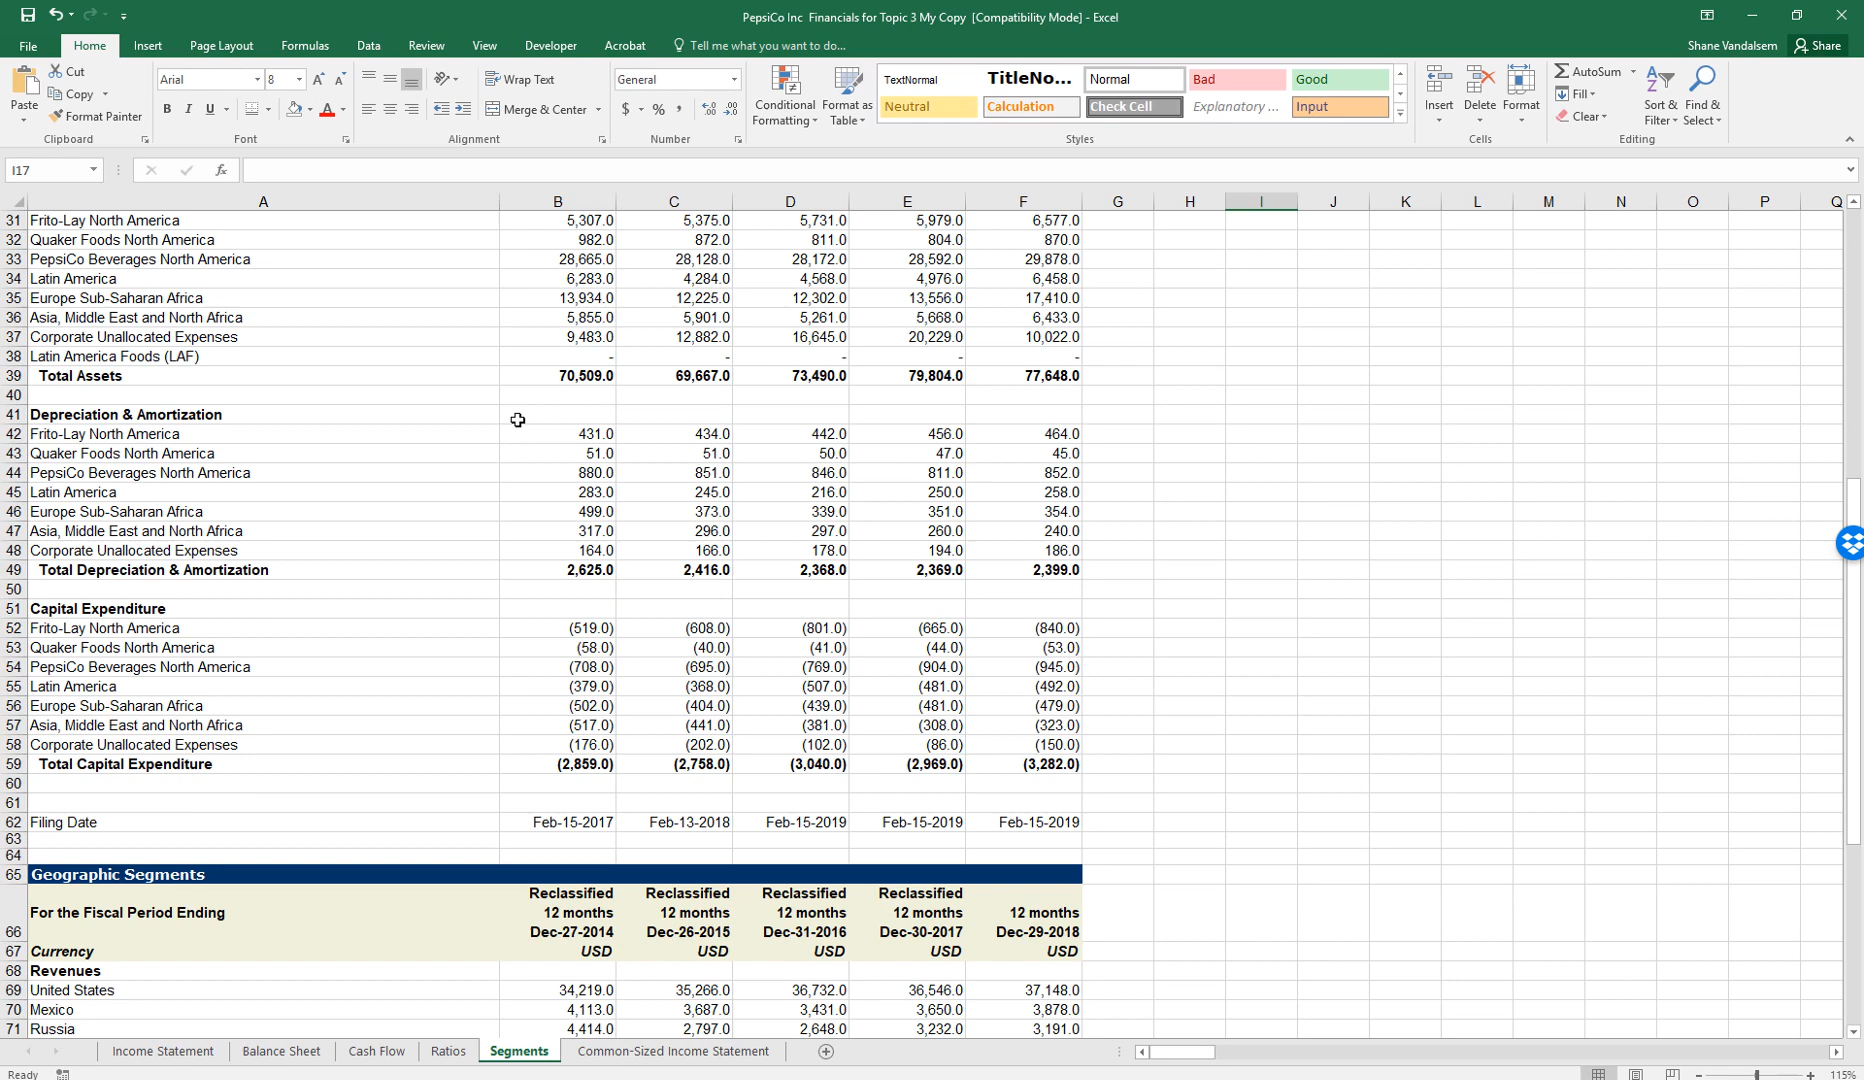 PepsiCo Inc Financials for Topic 3 My Copy [Compatibility Mode] - Excel
File Home Insert Page Layout Formulas Data Review View Developer Acrobat Tell me what you want to do... Shane Vandalsem Share
Paste Cut Copy Format Painter Clipboard
Arial 8 B I U Font
Wrap Text Merge & Center Alignment
General $ % , Number
Conditional Formatting Format as Table
TextNormal TitleNo... Normal Bad Good
Neutral Calculation Check Cell Explanatory ... Input
Styles
Insert Delete Format Cells
AutoSum Fill Clear Sort & Filter Find & Select Editing
I17 fx
A B C D E F G H I J K L M N O P Q
31 Frito-Lay North America 5,307.0 5,375.0 5,731.0 5,979.0 6,577.0
32 Quaker Foods North America 982.0 872.0 811.0 804.0 870.0
33 PepsiCo Beverages North America 28,665.0 28,128.0 28,172.0 28,592.0 29,878.0
34 Latin America 6,283.0 4,284.0 4,568.0 4,976.0 6,458.0
35 Europe Sub-Saharan Africa 13,934.0 12,225.0 12,302.0 13,556.0 17,410.0
36 Asia, Middle East and North Africa 5,855.0 5,901.0 5,261.0 5,668.0 6,433.0
37 Corporate Unallocated Expenses 9,483.0 12,882.0 16,645.0 20,229.0 10,022.0
38 Latin America Foods (LAF) - - - - -
39 Total Assets 70,509.0 69,667.0 73,490.0 79,804.0 77,648.0
40
41 Depreciation & Amortization
42 Frito-Lay North America 431.0 434.0 442.0 456.0 464.0
43 Quaker Foods North America 51.0 51.0 50.0 47.0 45.0
44 PepsiCo Beverages North America 880.0 851.0 846.0 811.0 852.0
45 Latin America 283.0 245.0 216.0 250.0 258.0
46 Europe Sub-Saharan Africa 499.0 373.0 339.0 351.0 354.0
47 Asia, Middle East and North Africa 317.0 296.0 297.0 260.0 240.0
48 Corporate Unallocated Expenses 164.0 166.0 178.0 194.0 186.0
49 Total Depreciation & Amortization 2,625.0 2,416.0 2,368.0 2,369.0 2,399.0
50
51 Capital Expenditure
52 Frito-Lay North America (519.0) (608.0) (801.0) (665.0) (840.0)
53 Quaker Foods North America (58.0) (40.0) (41.0) (44.0) (53.0)
54 PepsiCo Beverages North America (708.0) (695.0) (769.0) (904.0) (945.0)
55 Latin America (379.0) (368.0) (507.0) (481.0) (492.0)
56 Europe Sub-Saharan Africa (502.0) (404.0) (439.0) (481.0) (479.0)
57 Asia, Middle East and North Africa (517.0) (441.0) (381.0) (308.0) (323.0)
58 Corporate Unallocated Expenses (176.0) (202.0) (102.0) (86.0) (150.0)
59 Total Capital Expenditure (2,859.0) (2,758.0) (3,040.0) (2,969.0) (3,282.0)
60
61
62 Filing Date Feb-15-2017 Feb-13-2018 Feb-15-2019 Feb-15-2019 Feb-15-2019
63
64
65 Geographic Segments
Reclassified Reclassified Reclassified Reclassified
For the Fiscal Period Ending 12 months 12 months 12 months 12 months 12 months
66 Dec-27-2014 Dec-26-2015 Dec-31-2016 Dec-30-2017 Dec-29-2018
67 Currency USD USD USD USD USD
68 Revenues
69 United States 34,219.0 35,266.0 36,732.0 36,546.0 37,148.0
70 Mexico 4,113.0 3,687.0 3,431.0 3,650.0 3,878.0
71 Russia 4,414.0 2,797.0 2,648.0 3,232.0 3,191.0
Income Statement Balance Sheet Cash Flow Ratios Segments Common-Sized Income Statement
Ready 115%